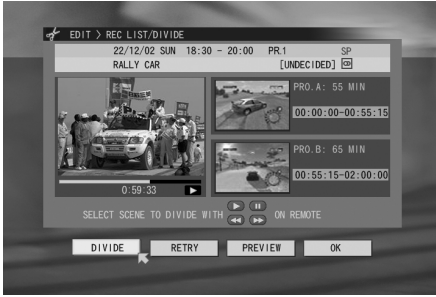 EDIT > REC LIST/DIVIDE
22/12/02 SUN 18:30 - 20:00 PR.1 SP
RALLY CAR [UNDECIDED] CD
PRO.A: 55 MIN
00:00:00-00:55:15
PRO.B: 65 MIN
00:55:15-02:00:00
0:59:33
SELECT SCENE TO DIVIDE WITH ON REMOTE
DIVIDE RETRY PREVIEW OK